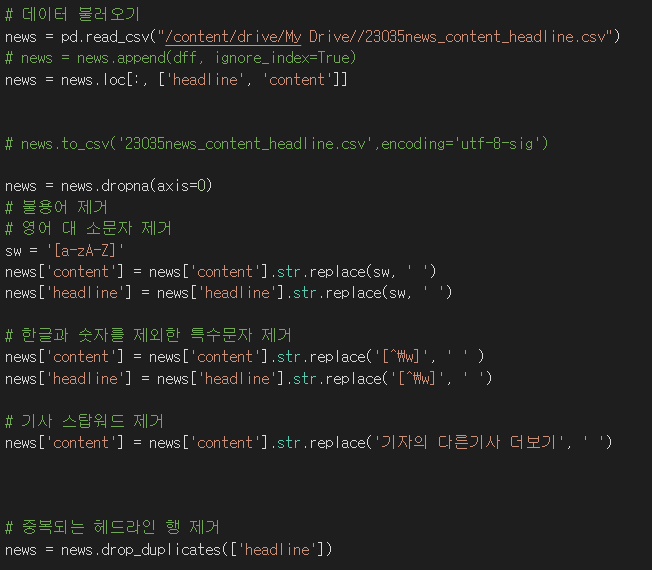 # 데이터 불러오기
news = pd.read_csv("/content/drive/My Drive//23035news_content_headline.csv")
# news = news.append(dff, ignore_index=True)
news = news.loc[:, ['headline', 'content']]
# news.to_csv('23035news_content_headline.csv',encoding='utf-8-sig')
news = news.dropna(axis=0)
# 불용어 제거
# 영어 대 소문자 제거
sw = '[a-zA-Z]'
news['content'] = news['content'].str.replace(sw, ' ')
news['headline'] = news['headline'].str.replace(sw, ' ')
# 한글과 숫자를 제외한 특수문자 제거
news['content'] = news['content'].str.replace('[^₩w]', ' ' )
news['headline'] = news['headline'].str.replace('[^₩w]', ' ')
# 기사 스탑워드 제거
news['content'] = news['content'].str.replace('기자의 다른기사 더보기', ' ')
# 중복되는 헤드라인 행 제거
news = news.drop_duplicates(['headline'])